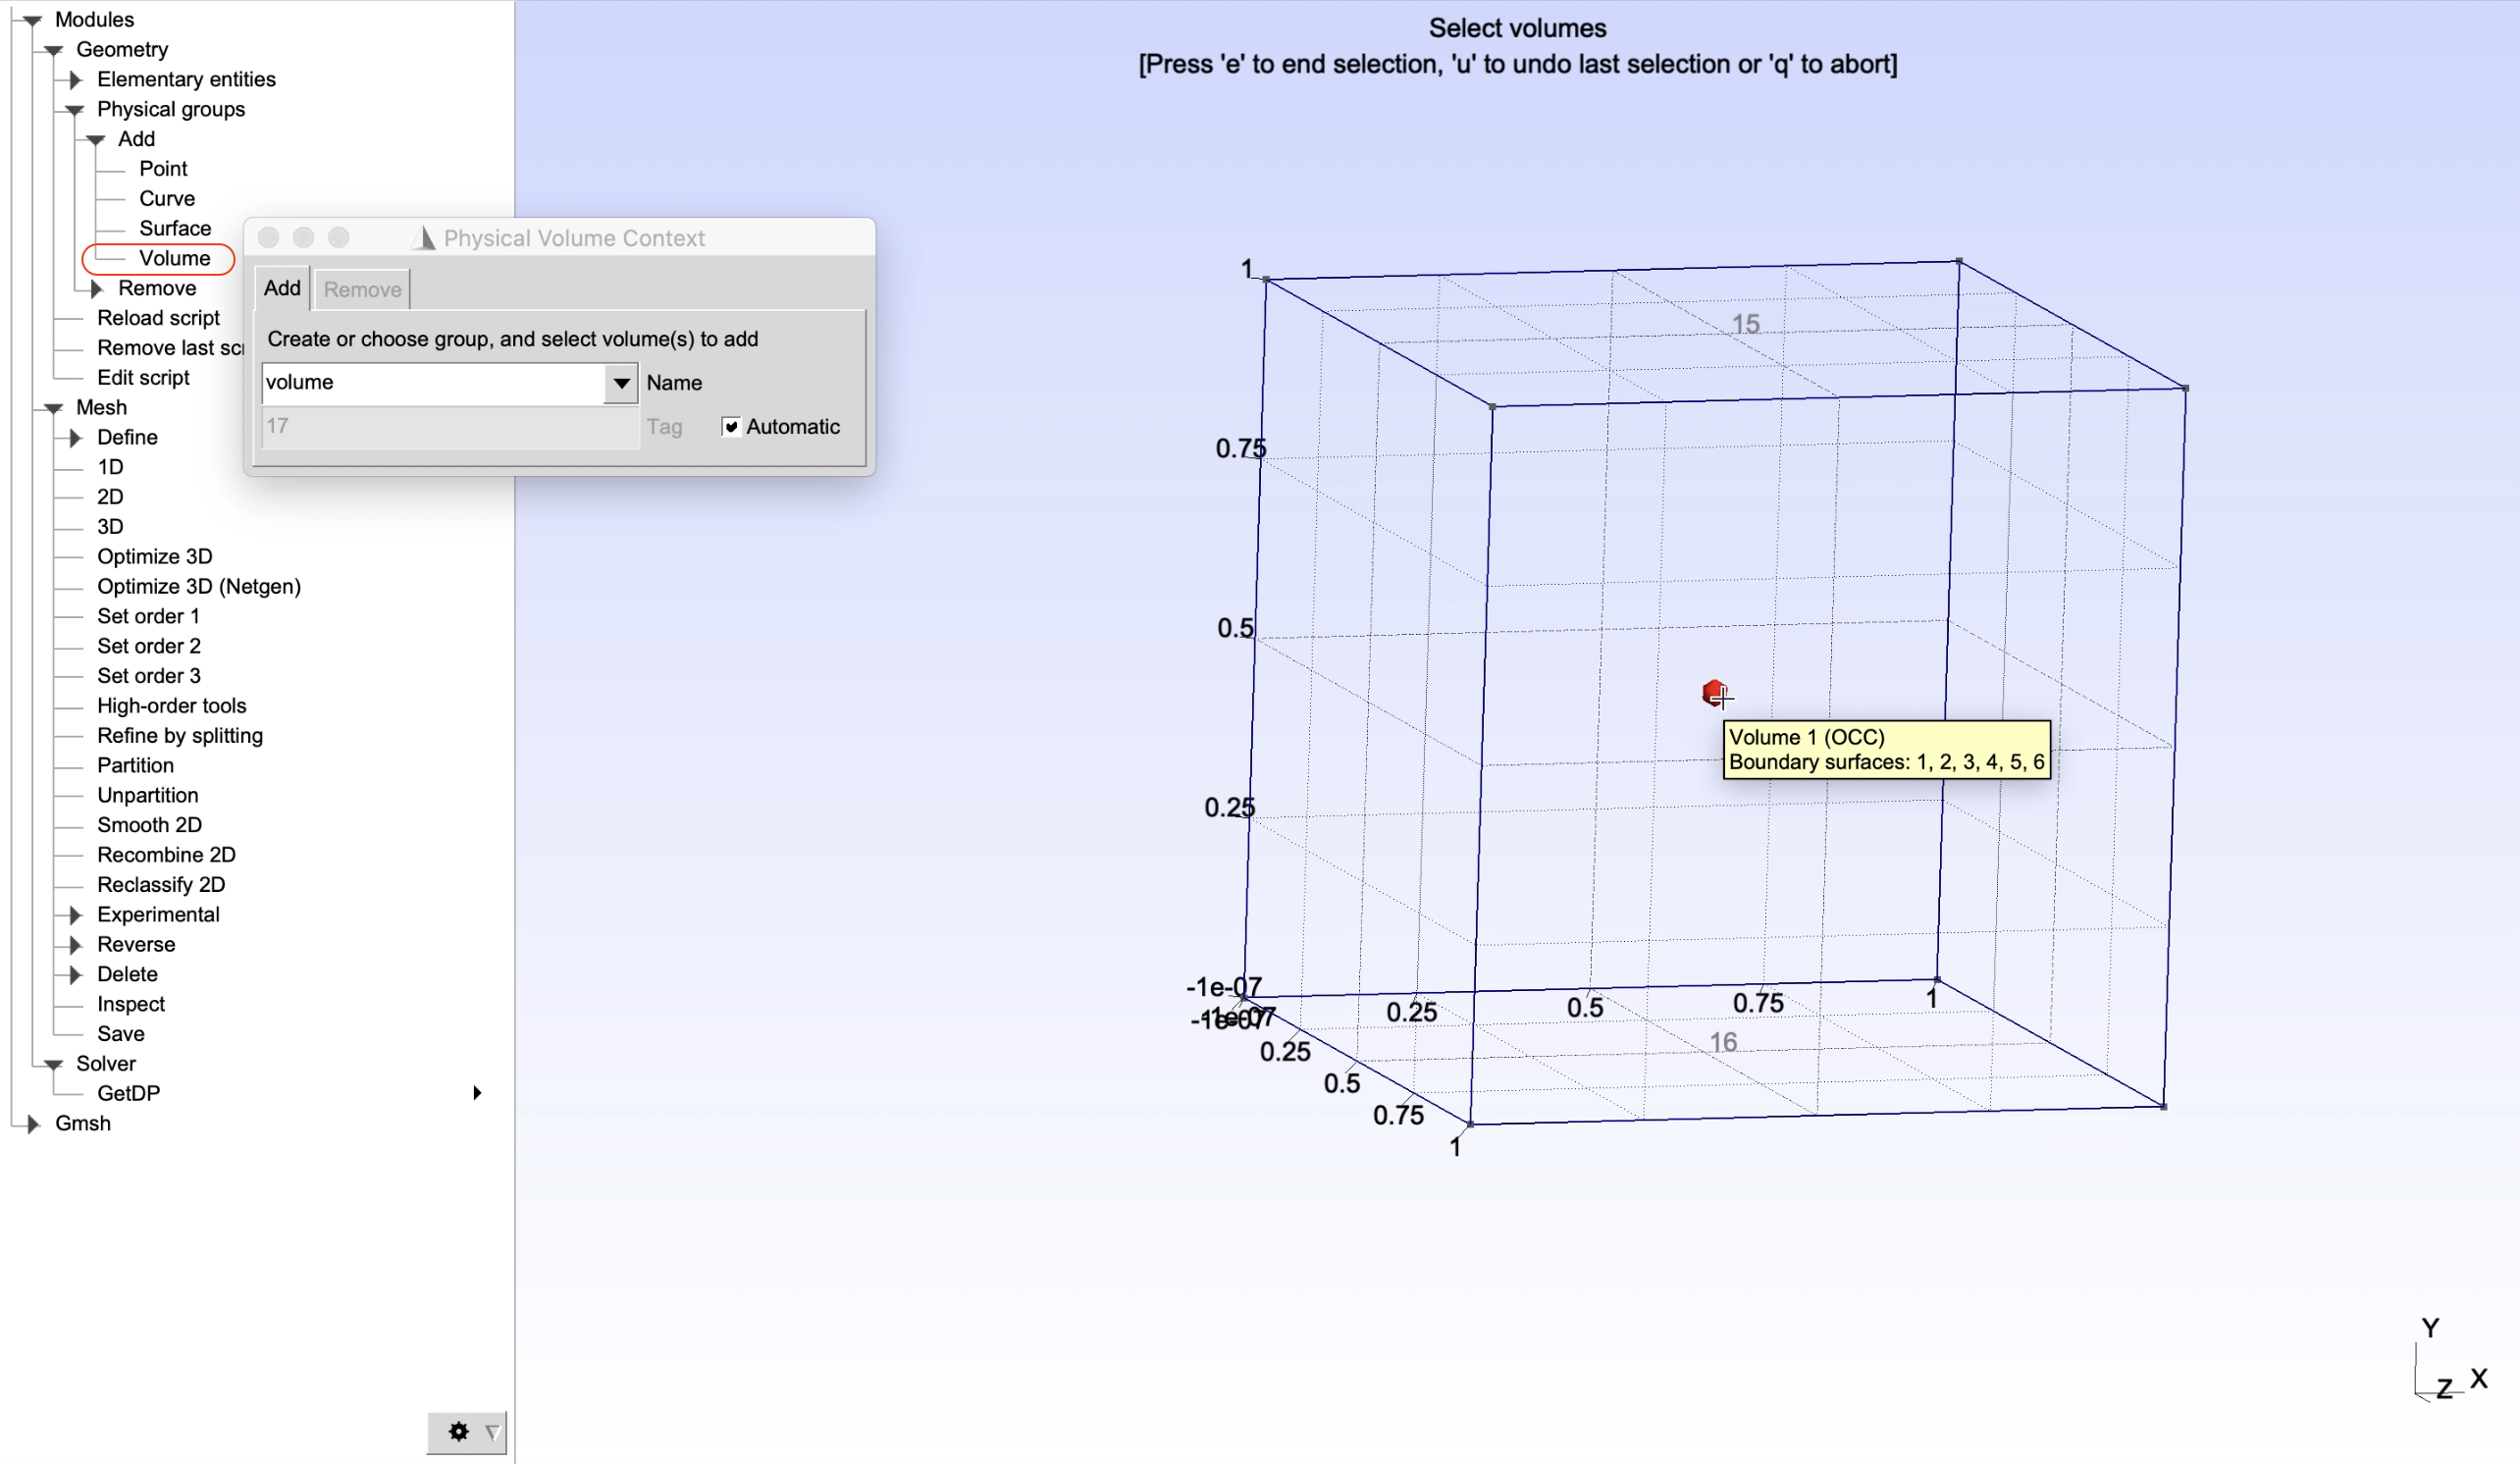 Modules
Geometry
Elementary entities
Physical groups
Add
Point
Curve
Surface
Volume
Remove
Reload script
Remove last scr
Edit script
Mesh
Define
1D
2D
3D
Optimize 3D
Optimize 3D (Netgen)
Set order 1
Set order 2
Set order 3
High-order tools
Refine by splitting
Partition
Unpartition
Smooth 2D
Recombine 2D
Reclassify 2D
Experimental
Reverse
Delete
Inspect
Save
Solver
GetDP
Gmsh
Physical Volume Context
Add Remove
Create or choose group, and select volume(s) to add
volume Name
17 Tag Automatic
Select volumes
[Press 'e' to end selection, 'u' to undo last selection or 'q' to abort]
1
15
0.75
0.5
Volume 1 (OCC)
Boundary surfaces: 1, 2, 3, 4, 5, 6
0.25
-1e-07
0.25 0.5 0.75 1
-1e-07
-1e-07
16
0.25
0.5
0.75
1
Y
Z X